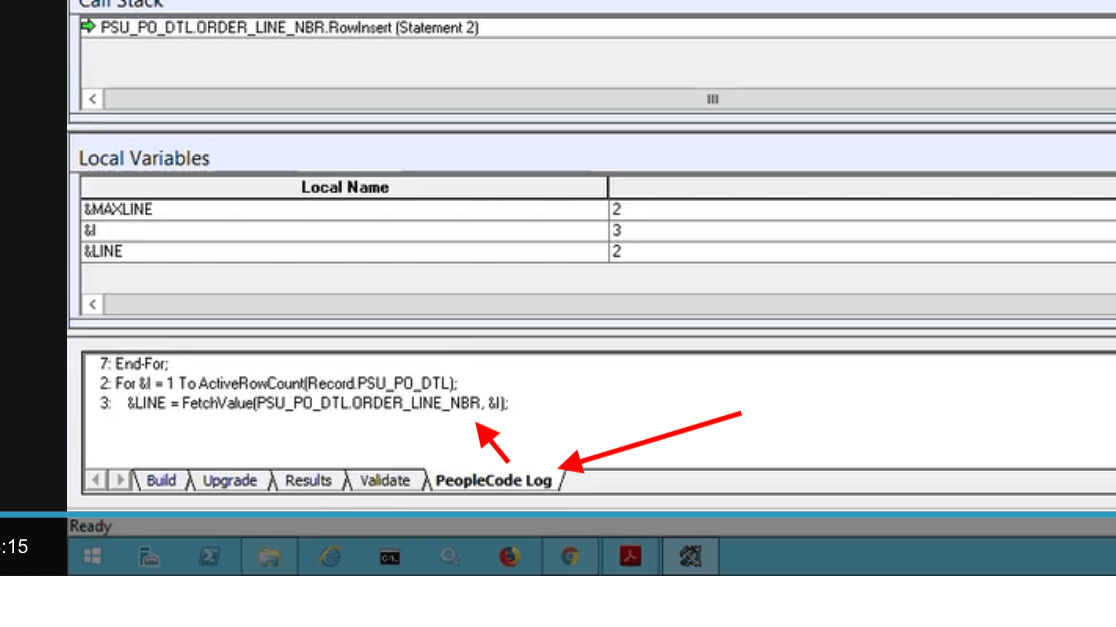 Call Stack
PSU_PO_DTL.ORDER_LINE_NBR.RowInsert (Statement 2)
Local Variables
Local Name
&MAXLINE 2
&I 3
&LINE 2
7: End-For;
2: For &I = 1 To ActiveRowCount(Record.PSU_PO_DTL);
3: &LINE = FetchValue(PSU_PO_DTL.ORDER_LINE_NBR, &I);
Build Upgrade Results Validate PeopleCode Log
Ready
:15